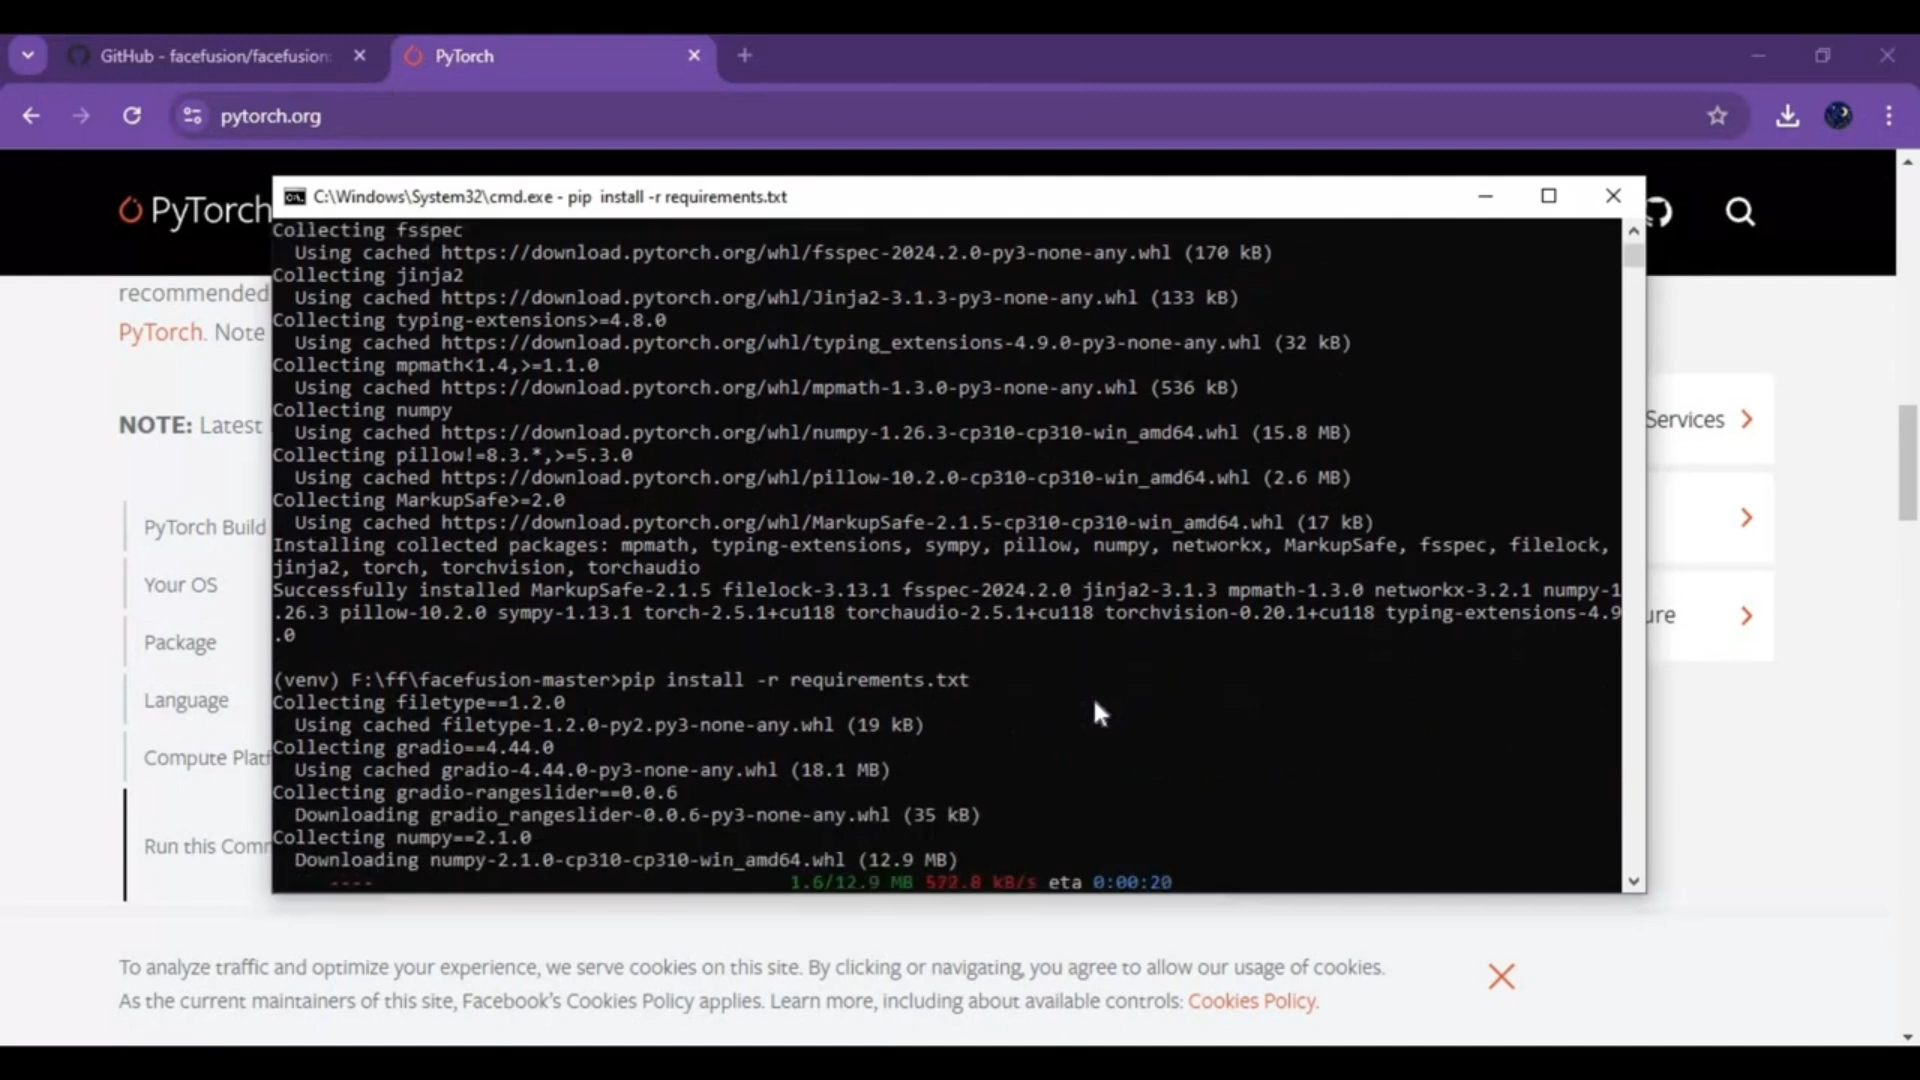 GitHub - facefusion/facefusion:
PyTorch
pytorch.org
PyTorch
C:\Windows\System32\cmd.exe - pip  install -r requirements.txt
Collecting fsspec
  Using cached https://download.pytorch.org/whl/fsspec-2024.2.0-py3-none-any.whl (170 kB)
Collecting jinja2
  Using cached https://download.pytorch.org/whl/Jinja2-3.1.3-py3-none-any.whl (133 kB)
Collecting typing-extensions>=4.8.0
  Using cached https://download.pytorch.org/whl/typing_extensions-4.9.0-py3-none-any.whl (32 kB)
Collecting mpmath<1.4,>=1.1.0
  Using cached https://download.pytorch.org/whl/mpmath-1.3.0-py3-none-any.whl (536 kB)
Collecting numpy
  Using cached https://download.pytorch.org/whl/numpy-1.26.3-cp310-cp310-win_amd64.whl (15.8 MB)
Collecting pillow!=8.3.*,>=5.3.0
  Using cached https://download.pytorch.org/whl/pillow-10.2.0-cp310-cp310-win_amd64.whl (2.6 MB)
Collecting MarkupSafe>=2.0
  Using cached https://download.pytorch.org/whl/MarkupSafe-2.1.5-cp310-cp310-win_amd64.whl (17 kB)
Installing collected packages: mpmath, typing-extensions, sympy, pillow, numpy, networkx, MarkupSafe, fsspec, filelock,
jinja2, torch, torchvision, torchaudio
Successfully installed MarkupSafe-2.1.5 filelock-3.13.1 fsspec-2024.2.0 jinja2-3.1.3 mpmath-1.3.0 networkx-3.2.1 numpy-1
.26.3 pillow-10.2.0 sympy-1.13.1 torch-2.5.1+cu118 torchaudio-2.5.1+cu118 torchvision-0.20.1+cu118 typing-extensions-4.9
.0
(venv) F:\ff\facefusion-master>pip install -r requirements.txt
Collecting filetype==1.2.0
  Using cached filetype-1.2.0-py2.py3-none-any.whl (19 kB)
Collecting gradio==4.44.0
  Using cached gradio-4.44.0-py3-none-any.whl (18.1 MB)
Collecting gradio-rangeslider==0.0.6
  Downloading gradio_rangeslider-0.0.6-py3-none-any.whl (35 kB)
Collecting numpy==2.1.0
  Downloading numpy-2.1.0-cp310-cp310-win_amd64.whl (12.9 MB)
---- 1.6/12.9 MB 572.8 kB/s eta 0:00:20
recommended
PyTorch. Note
NOTE: Latest
PyTorch Build
Your OS
Package
Language
Compute Platf
Run this Comm
Services
ure
To analyze traffic and optimize your experience, we serve cookies on this site. By clicking or navigating, you agree to allow our usage of cookies.
As the current maintainers of this site, Facebook's Cookies Policy applies. Learn more, including about available controls: Cookies Policy.